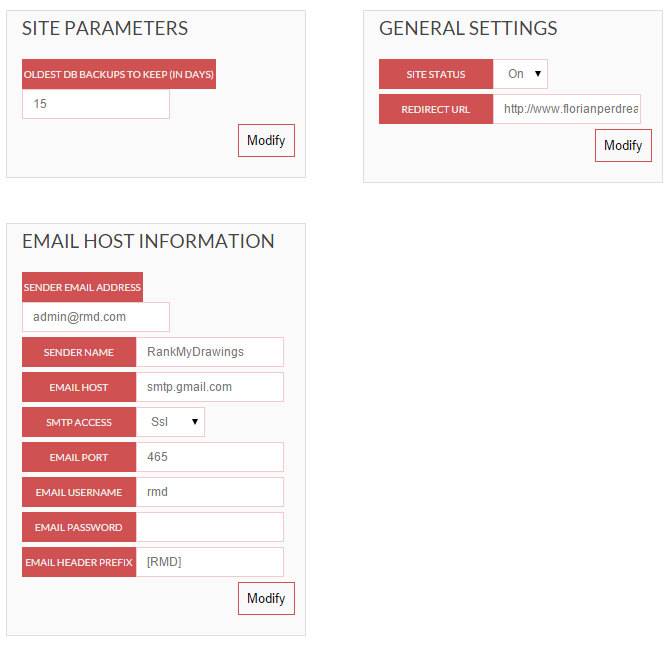 SITE PARAMETERS
OLDEST DB BACKUPS TO KEEP (IN DAYS)
15
Modify
GENERAL SETTINGS
SITE STATUS On
REDIRECT URL http://www.florianperdrea
Modify
EMAIL HOST INFORMATION
SENDER EMAIL ADDRESS
admin@rmd.com
SENDER NAME RankMyDrawings
EMAIL HOST smtp.gmail.com
SMTP ACCESS Ssl
EMAIL PORT 465
EMAIL USERNAME rmd
EMAIL PASSWORD
EMAIL HEADER PREFIX [RMD]
Modify